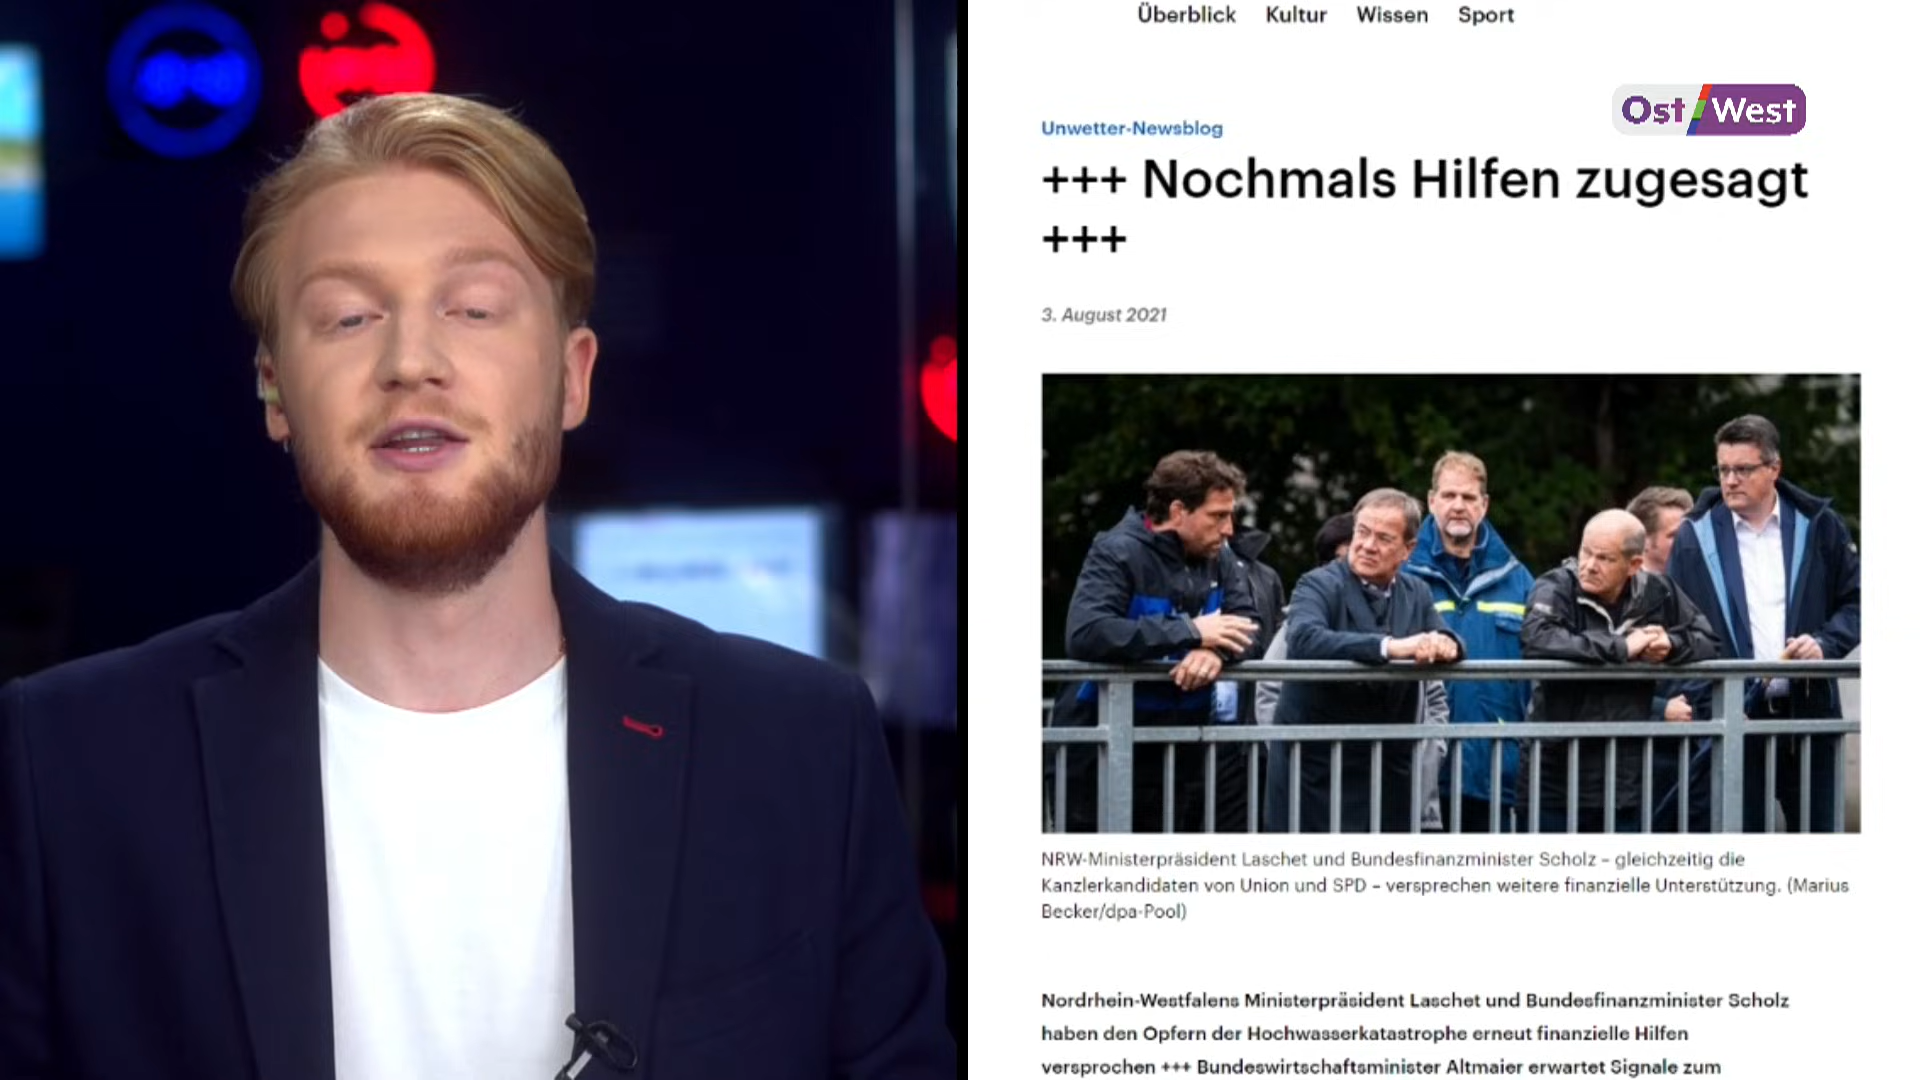 Überblick Kultur Wissen Sport
Ost/West
Unwetter-Newsblog
+++ Nochmals Hilfen zugesagt
+++
3. August 2021
NRW-Ministerpräsident Laschet und Bundesfinanzminister Scholz – gleichzeitig die
Kanzlerkandidaten von Union und SPD – versprechen weitere finanzielle Unterstützung. (Marius
Becker/dpa-Pool)
Nordrhein-Westfalens Ministerpräsident Laschet und Bundesfinanzminister Scholz
haben den Opfern der Hochwasserkatastrophe erneut finanzielle Hilfen
versprochen +++ Bundeswirtschaftsminister Altmaier erwartet Signale zum